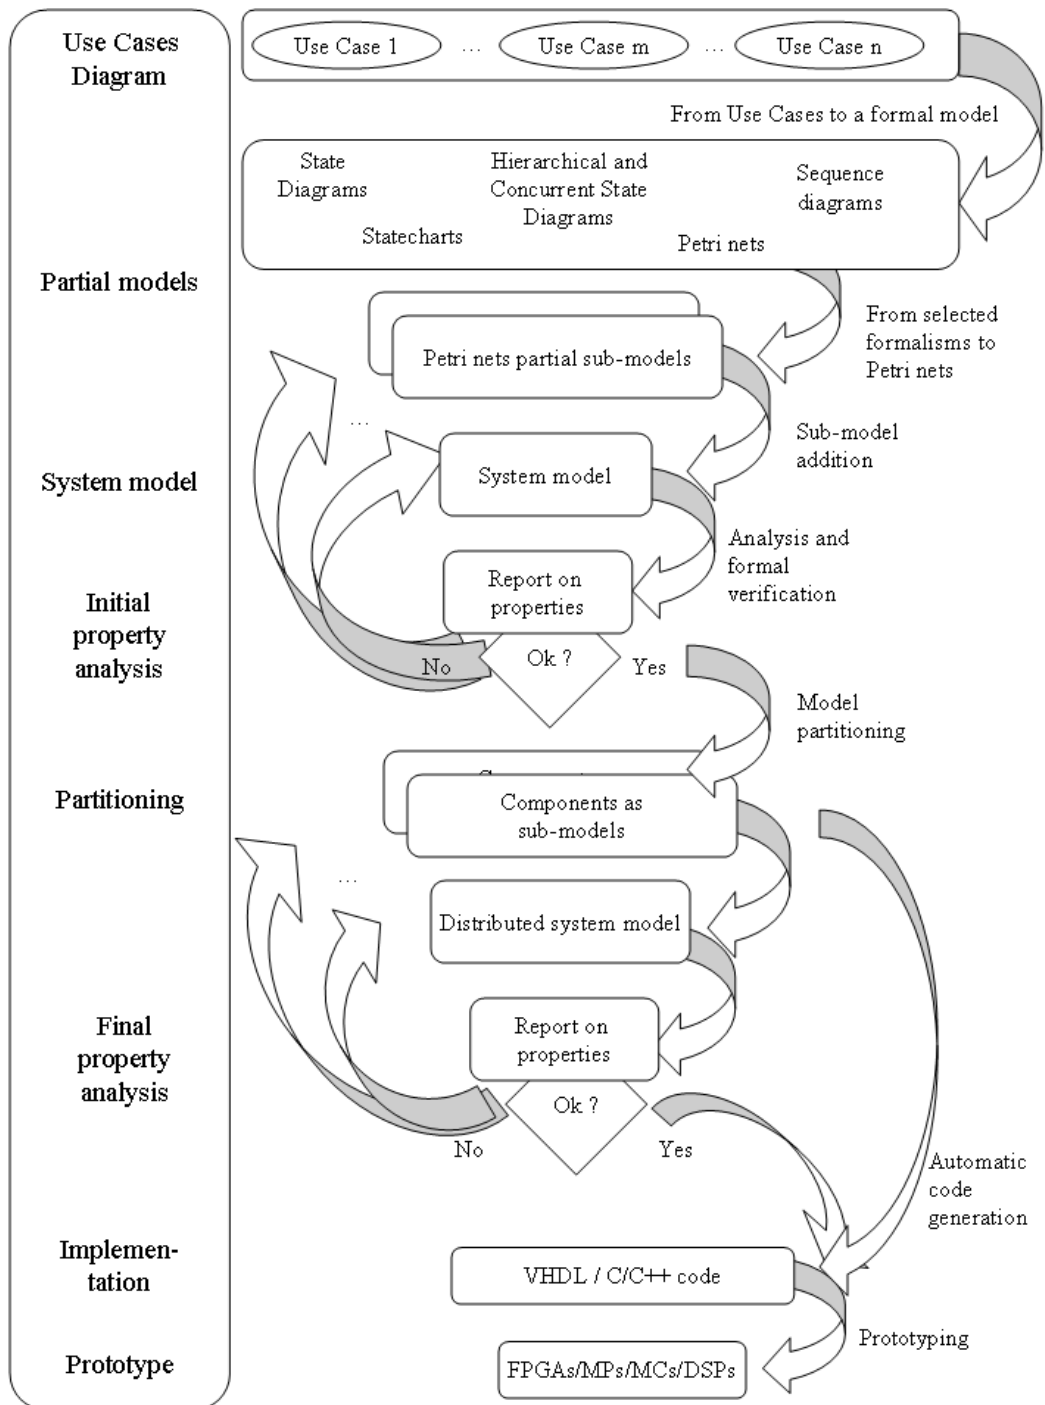 Use Cases
Diagram
Use Case 1
...
Use Case m
...
Use Case n
From Use Cases to a formal model
State
Diagrams
Hierarchical and
Concurrent State
Diagrams
Sequence
diagrams
Statecharts
Petri nets
Partial models
From selected
formalisms to
Petri nets
Petri nets partial sub-models
...
Sub-model
addition
System model
System model
Analysis and
formal
verification
Initial
property
analysis
Report on
properties
Ok ?
No
Yes
Model
partitioning
Partitioning
Components as
sub-models
...
Distributed system model
Final
property
analysis
Report on
properties
Ok ?
No
Yes
Automatic
code
generation
Implemen-
tation
VHDL / C/C++ code
Prototyping
Prototype
FPGAs/MPs/MCs/DSPs